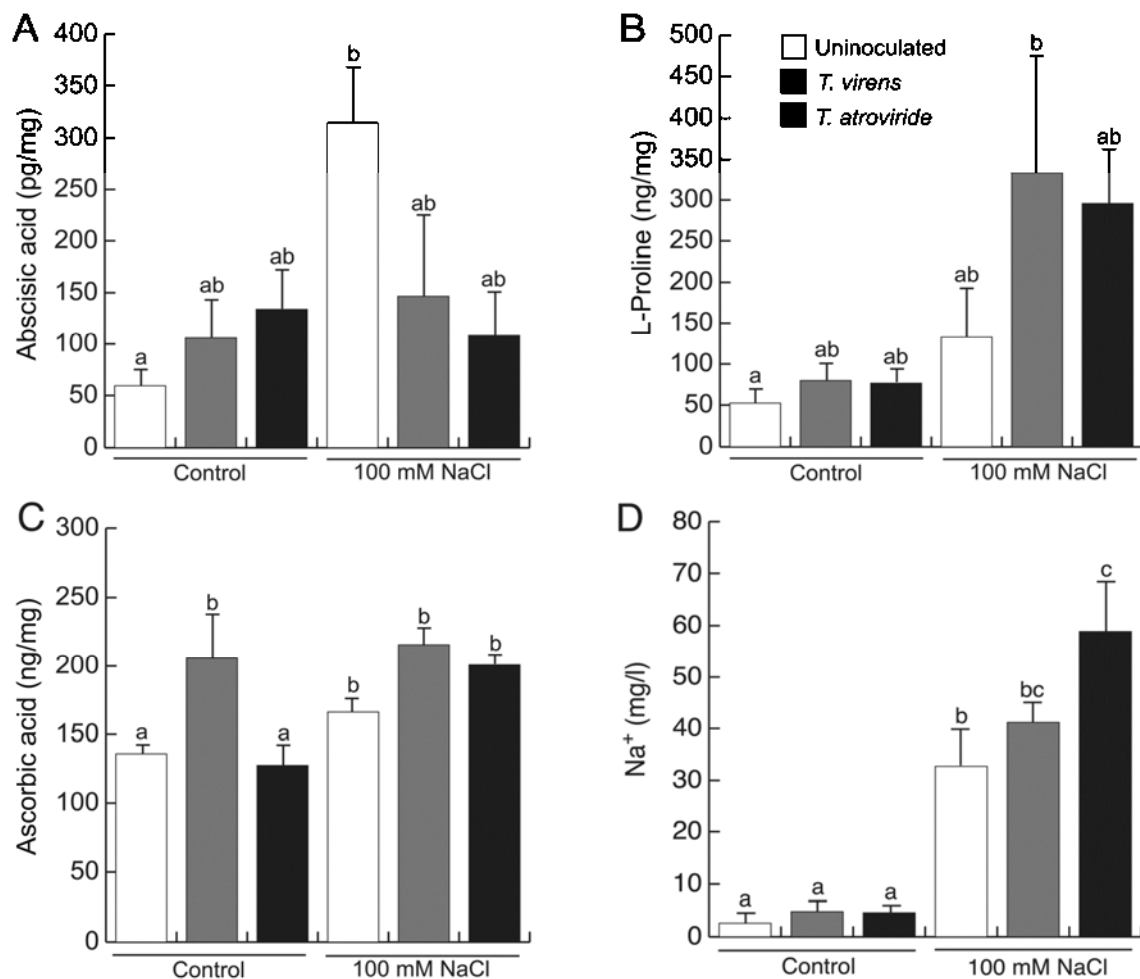 A
Abscisic acid (pg/mg)
400
350
300
250
200
150
100
50
0
a
ab
ab
b
ab
ab
Control
100 mM NaCl
B
L-Proline (ng/mg)
500
450
400
350
300
250
200
150
100
50
0
Uninoculated
T. virens
T. atroviride
a
ab
ab
ab
b
ab
Control
100 mM NaCl
C
Ascorbic acid (ng/mg)
300
250
200
150
100
50
0
a
b
a
b
b
b
Control
100 mM NaCl
D
Na+ (mg/l)
80
70
60
50
40
30
20
10
0
a
a
a
b
bc
c
Control
100 mM NaCl